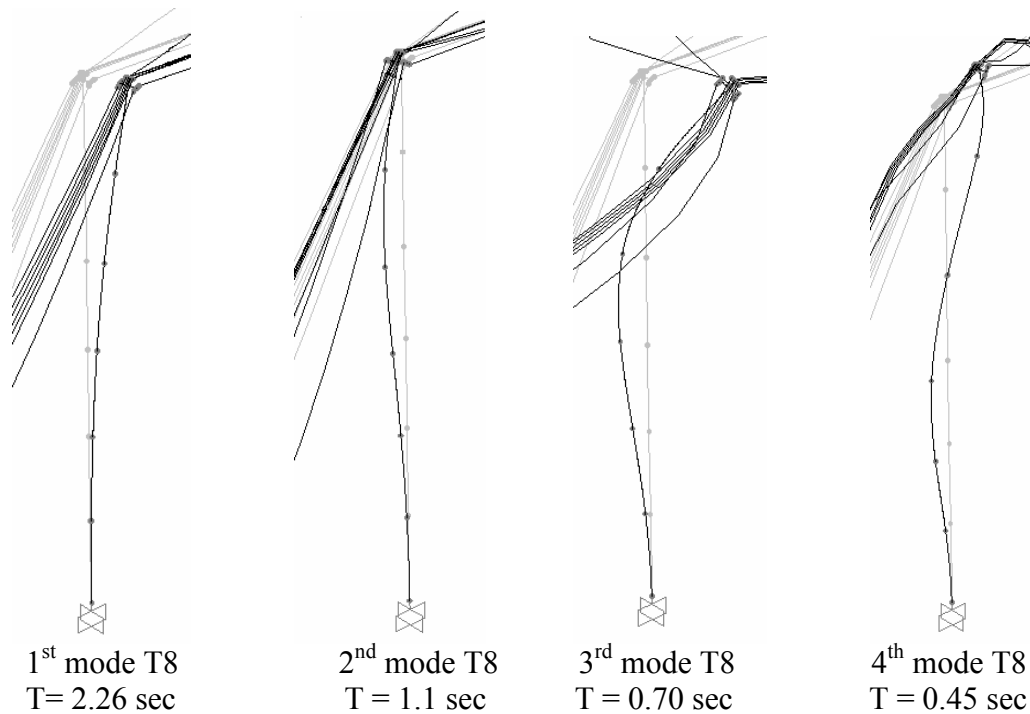 1st mode T8
T= 2.26 sec
2nd mode T8
T = 1.1 sec
3rd mode T8
T = 0.70 sec
4th mode T8
T = 0.45 sec